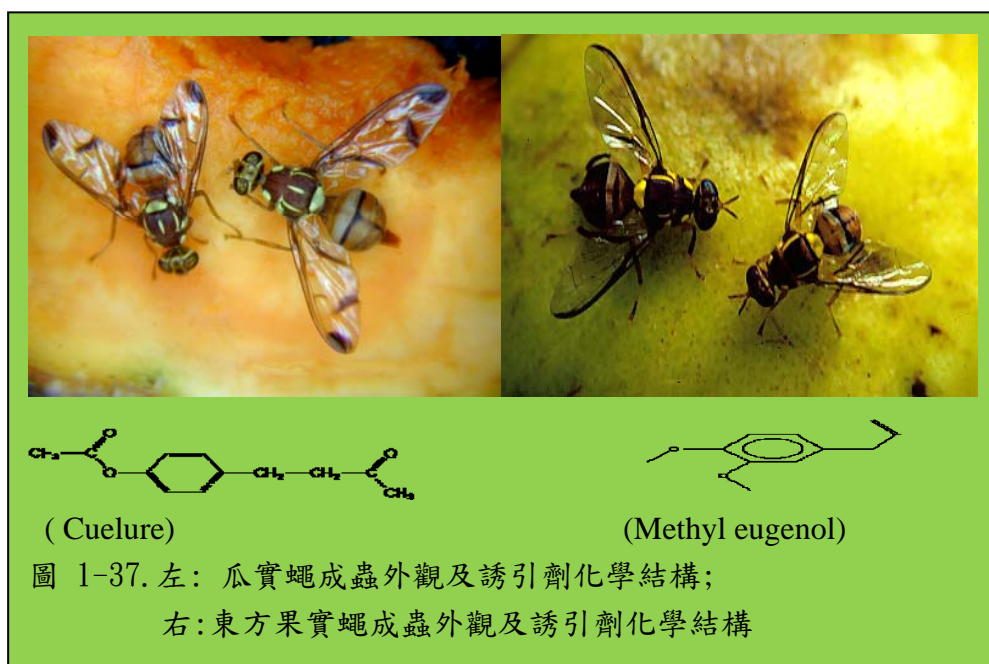 CH₃ C O
O CH₂ CH₂ O
CH₃
O
O
( Cuelure)
(Methyl eugenol)
圖 1-37. 左: 瓜實蠅成蟲外觀及誘引劑化學結構;
右:東方果實蠅成蟲外觀及誘引劑化學結構